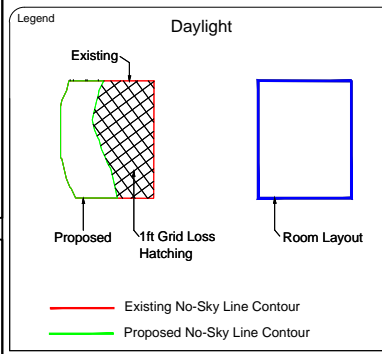 Legend
Daylight
Existing
Proposed
1ft Grid Loss
Hatching
Room Layout
Existing No-Sky Line Contour
Proposed No-Sky Line Contour